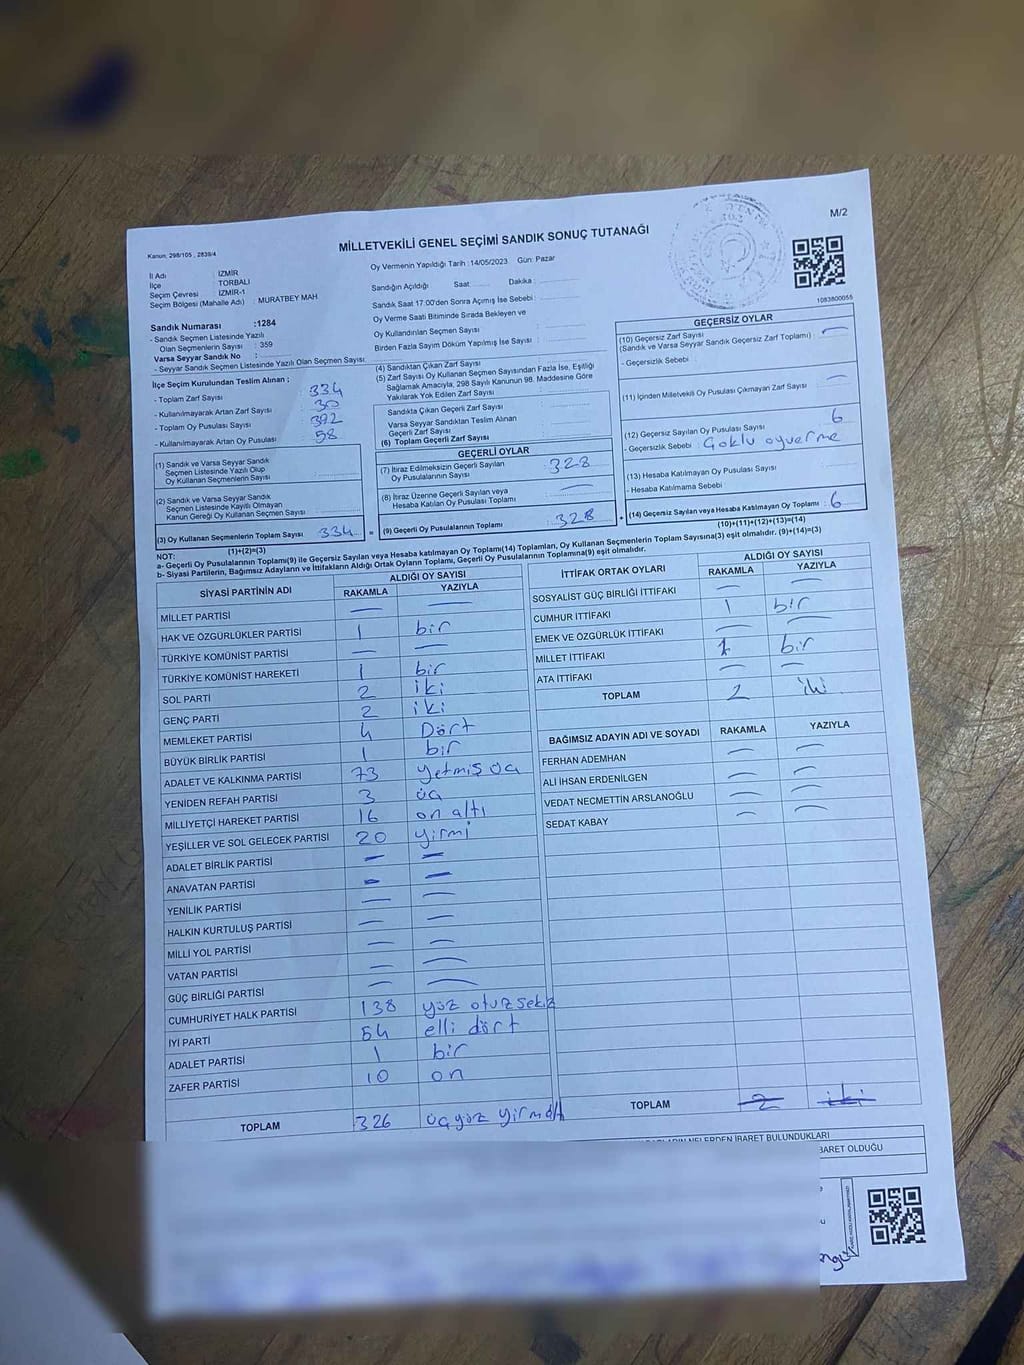 M/2
Kanun, 298/105 , 2839/4
MİLLETVEKİLİ GENEL SEÇİMİ SANDIK SONUÇ TUTANAĞI
1083800055
İl Adı : İZMİR
İlçe : TORBALI
Seçim Çevresi : İZMİR-1
Seçim Bölgesi (Mahalle Adı) : MURATBEY MAH
Sandık Numarası :1284
- Sandık Seçmen Listesinde Yazılı
Olan Seçmenlerin Sayısı : 359
Varsa Seyyar Sandık No :
- Seyyar Sandık Seçmen Listesinde Yazılı Olan Seçmen Sayısı:
İlçe Seçim Kurulundan Teslim Alınan :
- Toplam Zarf Sayısı : 334
- Kullanılmayarak Artan Zarf Sayısı : 30
- Toplam Oy Pusulası Sayısı : 392
- Kullanılmayarak Artan Oy Pusulası : 58
(1) Sandık ve Varsa Seyyar Sandık
Seçmen Listesinde Yazılı Olup
Oy Kullanan Seçmenlerin Sayısı :
(2) Sandık ve Varsa Seyyar Sandık
Seçmen Listesinde Kayıtlı Olmayan
Kanun Gereği Oy Kullanan Seçmen Sayısı :
(3) Oy Kullanan Seçmenlerin Toplam Sayısı : 334
Oy Vermenin Yapıldığı Tarih : 14/05/2023 Gün: Pazar
Sandığın Açıldığı Saat Dakika :
Sandık Saat 17:00'den Sonra Açılmış İse Sebebi :
Oy Verme Saati Bitiminde Sırada Bekleyen ve
Oy Kullandırılan Seçmen Sayısı :
Birden Fazla Sayım Döküm Yapılmış İse Sayısı :
(4) Sandıktan Çıkan Zarf Sayısı
(5) Zarf Sayısı Oy Kullanan Seçmen Sayısından Fazla İse, Eşitliği
Sağlamak Amacıyla, 298 Sayılı Kanunun 98. Maddesine Göre
Yakılarak Yok Edilen Zarf Sayısı
Sandıkta Çıkan Geçerli Zarf Sayısı
Varsa Seyyar Sandıktan Teslim Alınan
Geçerli Zarf Sayısı
(6) Toplam Geçerli Zarf Sayısı
GEÇERLİ OYLAR
(7) İtiraz Edilmeksizin Geçerli Sayılan
Oy Pusulalarının Sayısı : 328
(8) İtiraz Üzerine Geçerli Sayılan veya
Hesaba Katılan Oy Pusulası Toplamı : —
= (9) Geçerli Oy Pusulalarının Toplamı : 328
GEÇERSİZ OYLAR
(10) Geçersiz Zarf Sayısı
(Sandık ve Varsa Seyyar Sandık Geçersiz Zarf Toplamı) : —
- Geçersizlik Sebebi :
(11) İçinden Milletvekili Oy Pusulası Çıkmayan Zarf Sayısı : —
(12) Geçersiz Sayılan Oy Pusulası Sayısı : 6
- Geçersizlik Sebebi : Çoklu oyverme
(13) Hesaba Katılmayan Oy Pusulası Sayısı :
- Hesaba Katılmama Sebebi
+ (14) Geçersiz Sayılan veya Hesaba Katılmayan Oy Toplamı : 6
(10)+(11)+(12)+(13)=(14)
NOT: (1)+(2)=(3)
a- Geçerli Oy Pusulasının Toplamı(9) ile Geçersiz Sayılan veya Hesaba katılmayan Oy Toplamı(14) Toplamları, Oy Kullanan Seçmenlerin Toplam Sayısına(3) eşit olmalıdır. (9)+(14)=(3)
b- Siyasi Partilerin, Bağımsız Adayların ve İttifakların Aldığı Ortak Oyların Toplamı, Geçerli Oy Pusulalarının Toplamına(9) eşit olmalıdır.
SİYASİ PARTİNİN ADI ALDIĞI OY SAYISI
RAKAMLA YAZIYLA
MİLLET PARTİSİ — —
HAK VE ÖZGÜRLÜKLER PARTİSİ 1 bir
TÜRKİYE KOMÜNİST PARTİSİ — —
TÜRKİYE KOMÜNİST HAREKETİ 1 bir
SOL PARTİ 2 iki
GENÇ PARTİ 2 iki
MEMLEKET PARTİSİ 4 Dört
BÜYÜK BİRLİK PARTİSİ 1 bir
ADALET VE KALKINMA PARTİSİ 73 yetmiş üç
YENİDEN REFAH PARTİSİ 3 üç
MİLLİYETÇİ HAREKET PARTİSİ 16 on altı
YEŞİLLER VE SOL GELECEK PARTİSİ 20 yirmi
ADALET BİRLİK PARTİSİ — —
ANAVATAN PARTİSİ — —
YENİLİK PARTİSİ — —
HALKIN KURTULUŞ PARTİSİ — —
MİLLİ YOL PARTİSİ — —
VATAN PARTİSİ — —
GÜÇ BİRLİĞİ PARTİSİ — —
CUMHURİYET HALK PARTİSİ 138 yüz otuz sekiz
İYİ PARTİ 54 elli dört
ADALET PARTİSİ 1 bir
ZAFER PARTİSİ 10 on
TOPLAM 326 üçyüz yirmialtı
İTTİFAK ORTAK OYLARI ALDIĞI OY SAYISI
RAKAMLA YAZIYLA
SOSYALİST GÜÇ BİRLİĞİ İTTİFAKI — —
CUMHUR İTTİFAKI 1 bir
EMEK VE ÖZGÜRLÜK İTTİFAKI — —
MİLLET İTTİFAKI 1 bir
ATA İTTİFAKI — —
TOPLAM 2 iki
BAĞIMSIZ ADAYIN ADI VE SOYADI RAKAMLA YAZIYLA
FERHAN ADEMHAN — —
ALİ İHSAN ERDENİLGEN — —
VEDAT NECMETTİN ARSLANOĞLU — —
SEDAT KABAY — —
TOPLAM 2 iki
NELERDEN İBARET BULUNDUKLARI
BARET OLDUĞU